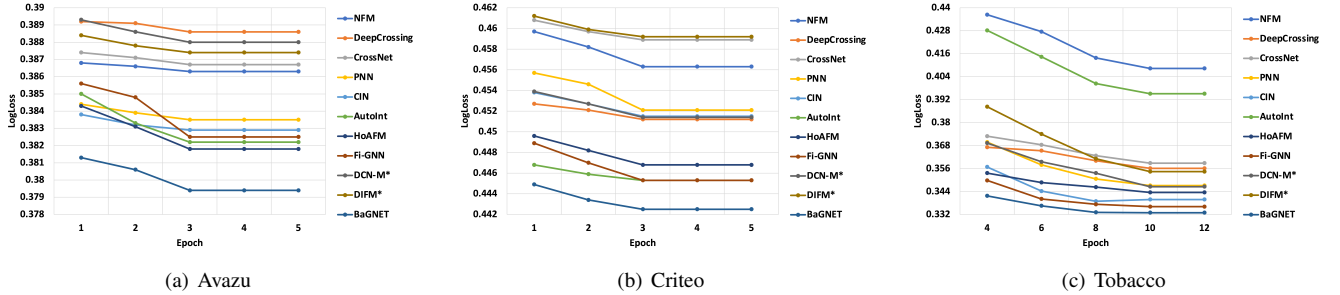 0.39
0.389
0.388
0.387
0.386
0.385
0.384
0.383
0.382
0.381
0.38
0.379
0.378
LogLoss
1 2 3 4 5
Epoch
NFM
DeepCrossing
CrossNet
PNN
CIN
AutoInt
HoAFM
Fi-GNN
DCN-M*
DIFM*
BaGNET
(a) Avazu
0.462
0.46
0.458
0.456
0.454
0.452
0.45
0.448
0.446
0.444
0.442
LogLoss
1 2 3 4 5
Epoch
NFM
DeepCrossing
CrossNet
PNN
CIN
AutoInt
HoAFM
Fi-GNN
DCN-M*
DIFM*
BaGNET
(b) Criteo
0.44
0.428
0.416
0.404
0.392
0.38
0.368
0.356
0.344
0.332
LogLoss
4 6 8 10 12
Epoch
NFM
DeepCrossing
CrossNet
PNN
CIN
AutoInt
HoAFM
Fi-GNN
DCN-M*
DIFM*
BaGNET
(c) Tobacco